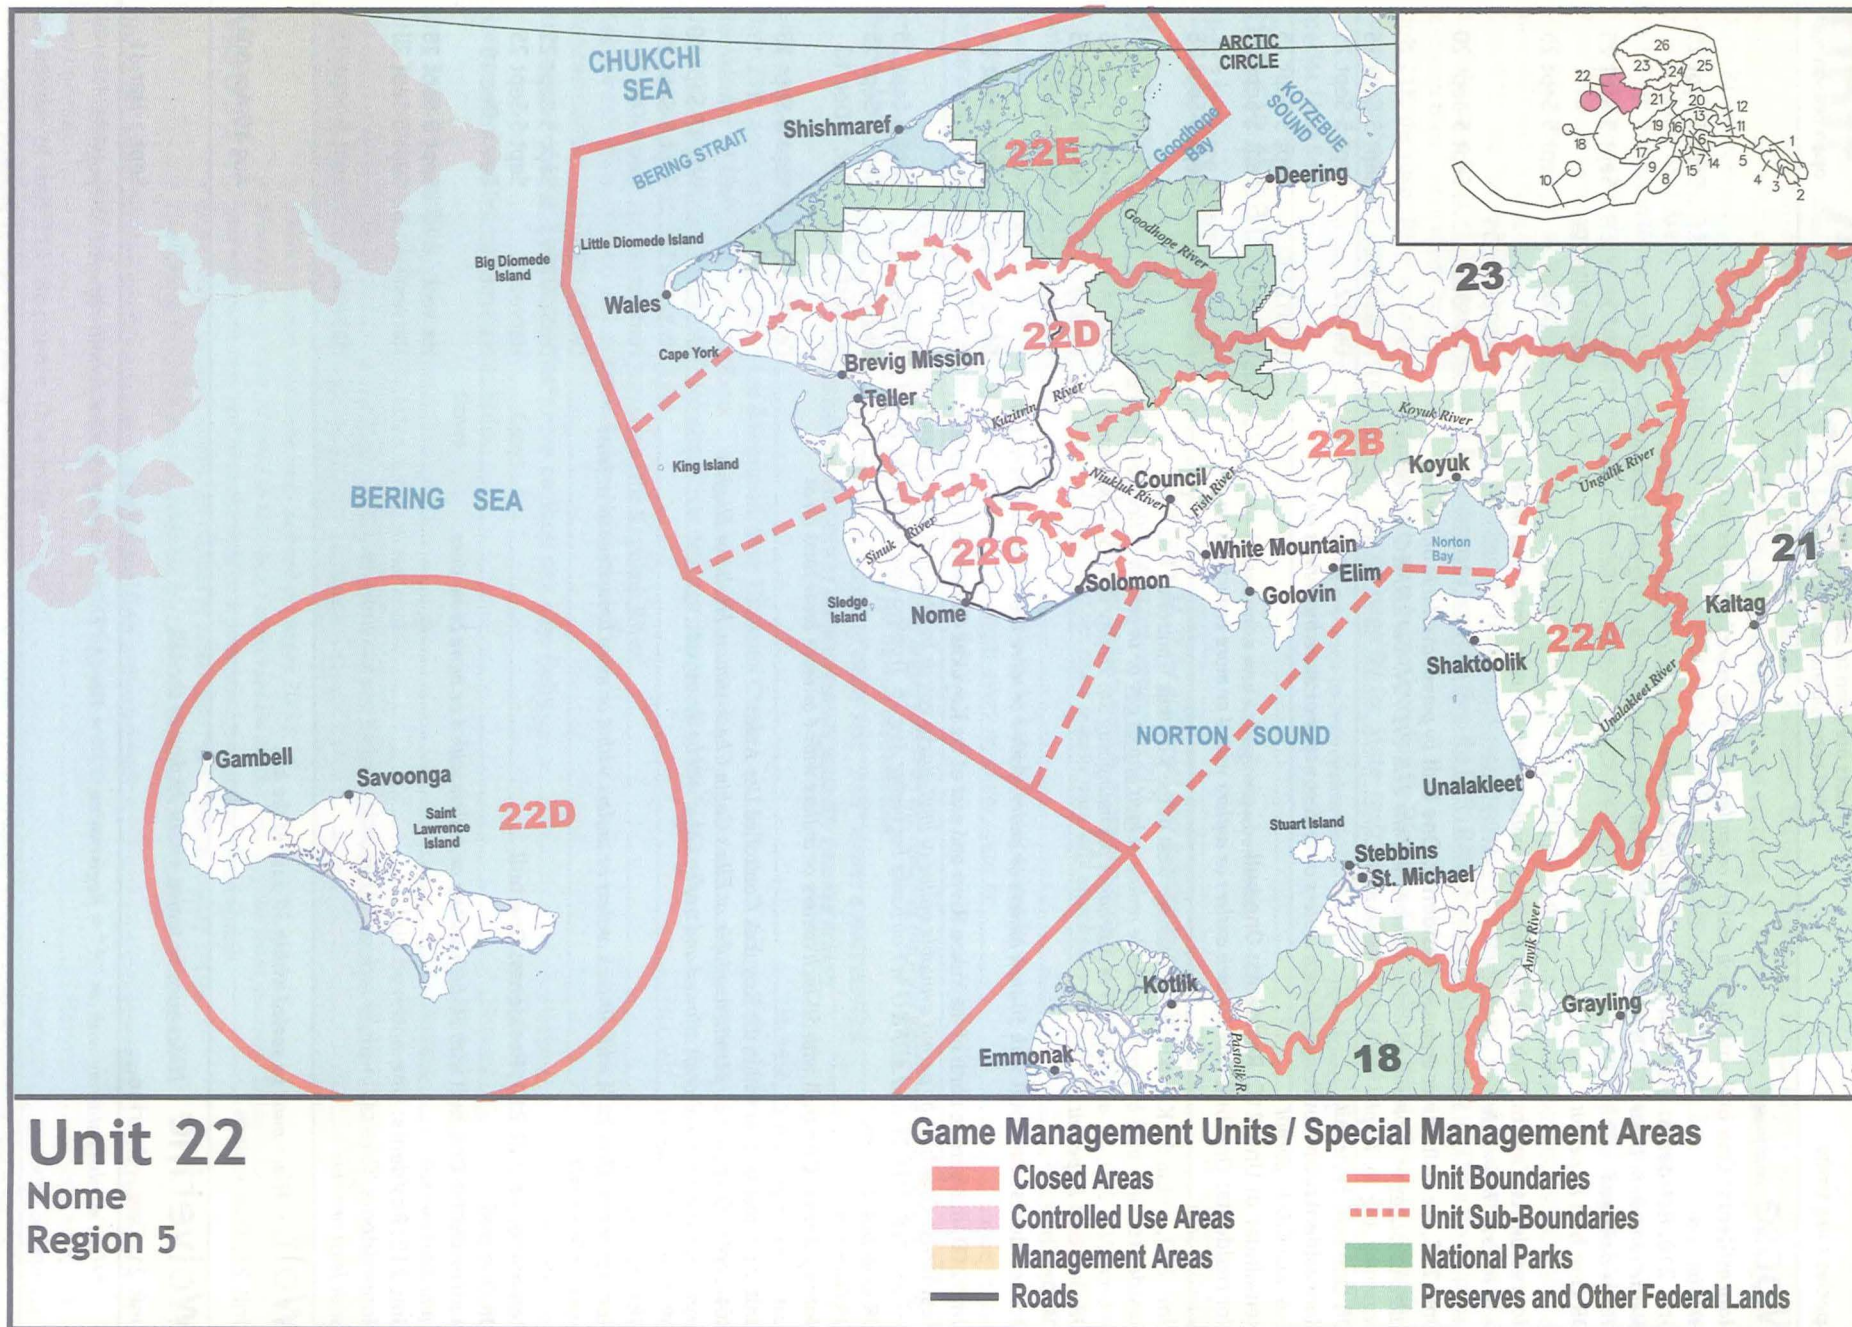 CHUKCHI
SEA
ARCTIC
CIRCLE
KOTZEBUE
SOUND
BERING STRAIT
Shishmaref
22E
Goodhope
Bay
Deering
Goodhope River
Little Diomede Island
Big Diomede
Island
Wales
23
22D
Cape York
Brevig Mission
Teller
Kuzitrin River
Koyuk River
22B
King Island
Council
Koyuk
Niukluk River
Fish River
Ungalik River
BERING SEA
Sinuk River
22C
White Mountain
Norton
Bay
21
Elim
Solomon
Golovin
Sledge
Island
Nome
Kaltag
22A
Shaktoolik
Unalakleet River
NORTON SOUND
Gambell
Savoonga
Saint
Lawrence
Island
22D
Unalakleet
Stuart Island
Stebbins
St. Michael
Anvik River
Kotlik
Grayling
Emmonak
Pastolik R.
18
26
23
24
25
22
21
20
12
13
11
19
16
18
17
6
1
9
7
14
5
15
8
10
4
3
2
Unit 22
Nome
Region 5
Game Management Units / Special Management Areas
Closed Areas
Controlled Use Areas
Management Areas
Roads
Unit Boundaries
Unit Sub-Boundaries
National Parks
Preserves and Other Federal Lands